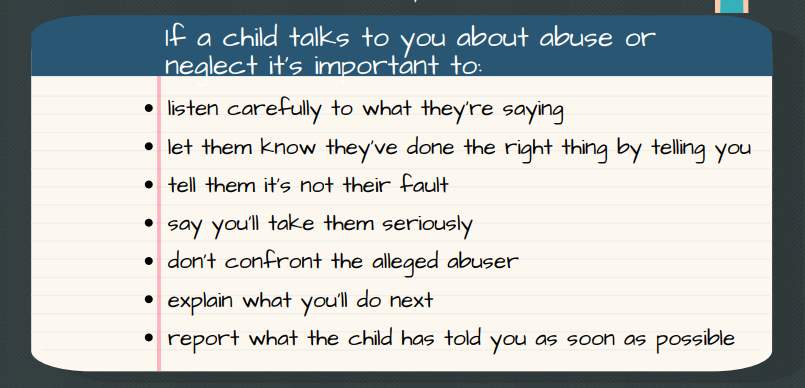 If a child talks to you about abuse or
neglect it's important to:
• listen carefully to what they're saying
• let them know they've done the right thing by telling you
• tell them it's not their fault
• say you'll take them seriously
• don't confront the alleged abuser
• explain what you'll do next
• report what the child has told you as soon as possible